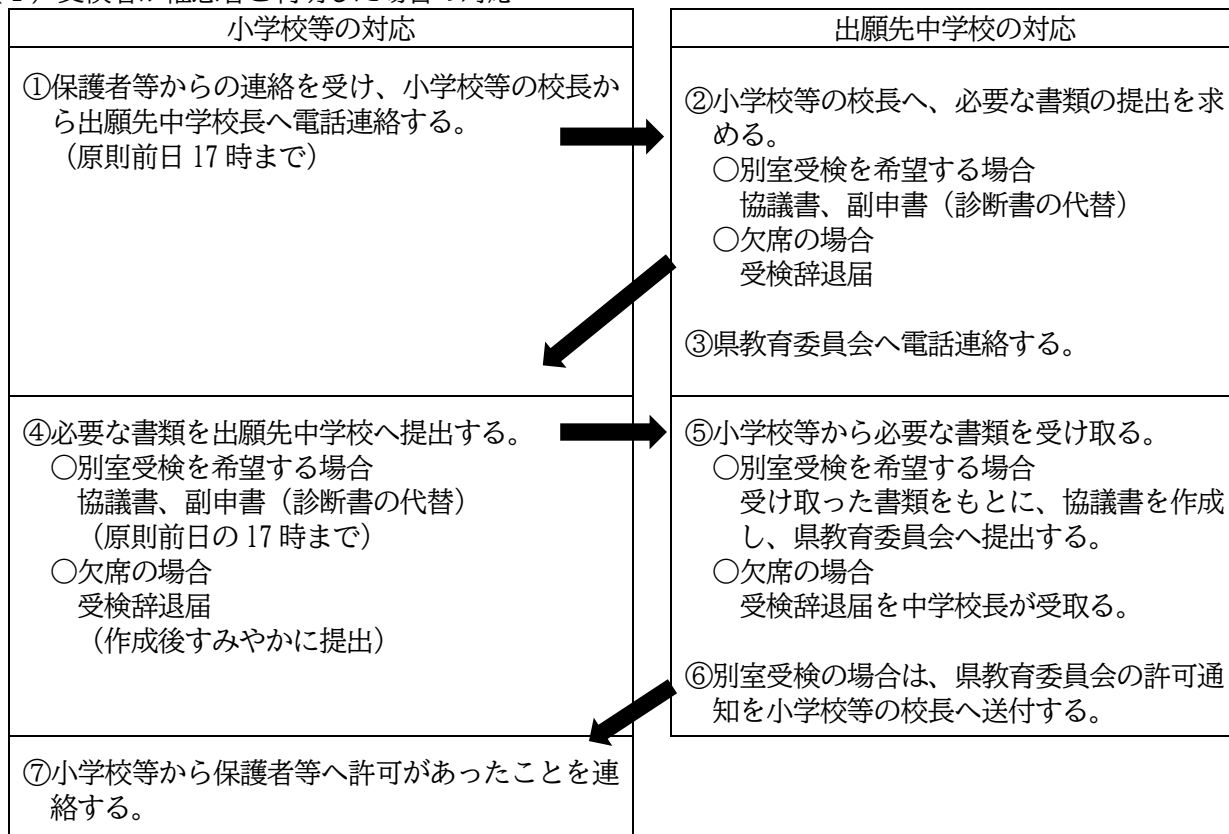 小学校等の対応
①保護者等からの連絡を受け、小学校等の校長か
ら出願先中学校長へ電話連絡する。
（原則前日 17 時まで）
出願先中学校の対応
②小学校等の校長へ、必要な書類の提出を求
める。
○別室受検を希望する場合
協議書、副申書（診断書の代替）
○欠席の場合
受検辞退届
③県教育委員会へ電話連絡する。
④必要な書類を出願先中学校へ提出する。
○別室受検を希望する場合
協議書、副申書（診断書の代替）
（原則前日の 17 時まで）
○欠席の場合
受検辞退届
（作成後すみやかに提出）
⑤小学校等から必要な書類を受け取る。
○別室受検を希望する場合
受け取った書類をもとに、協議書を作成
し、県教育委員会へ提出する。
○欠席の場合
受検辞退届を中学校長が受取る。
⑥別室受検の場合は、県教育委員会の許可通
知を小学校等の校長へ送付する。
⑦小学校等から保護者等へ許可があったことを連
絡する。